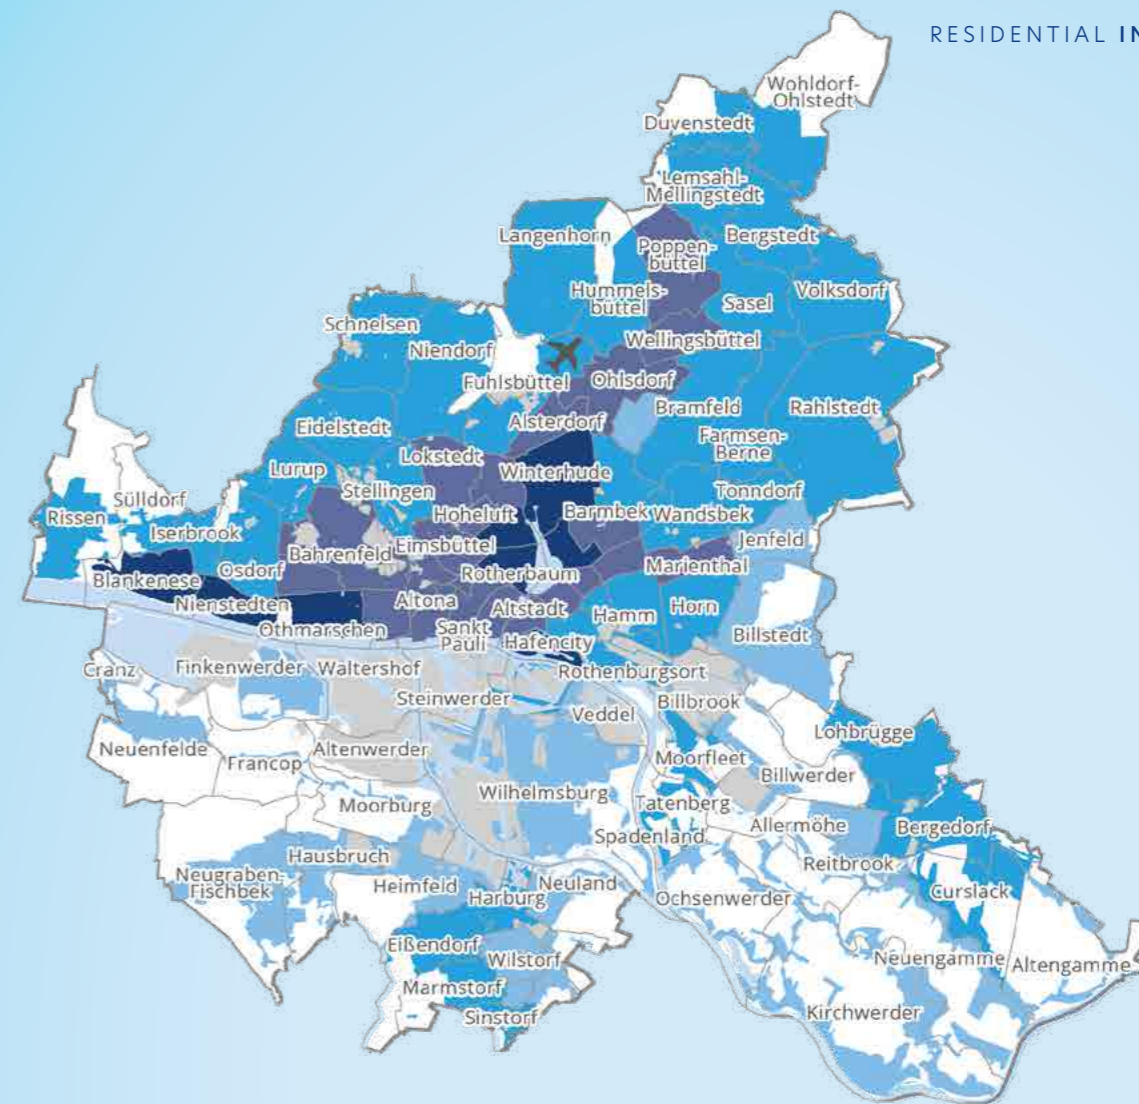 RESIDENTIAL IN
Wohldorf-
Ohlstedt
Duvenstedt
Lemsahl-
Mellingstedt
Langenhorn
Poppen-
büttel
Bergstedt
Hummels-
büttel
Sasel
Volksdorf
Schnelsen
Niendorf
Wellingsbüttel
Fuhlsbüttel
Ohlsdorf
Alsterdorf
Bramfeld
Rahlstedt
Eidelstedt
Farmsen-
Berne
Lokstedt
Lurup
Winterhude
Stellingen
Tonndorf
Sülldorf
Rissen
Iserbrook
Hoheluft
Barmbek
Wandsbek
Jenfeld
Bahrenfeld
Eimsbüttel
Osdorf
Rotherbaum
Marienthal
Blankenese
Nienstedten
Altona
Altstadt
Hamm
Horn
Othmarschen
Sankt
Pauli
Hafencity
Billstedt
Cranz
Finkenwerder
Waltershof
Rothenburgsort
Steinwerder
Veddel
Billbrook
Neuenfelde
Francop
Altenwerder
Moorfleet
Lohbrügge
Billwerder
Moorburg
Wilhelmsburg
Tatenberg
Spadenland
Allermöhe
Bergedorf
Hausbruch
Neugraben-
Fischbek
Heimfeld
Harburg
Neuland
Reitbrook
Ochsenwerder
Curslack
Eißendorf
Wilstorf
Neuengamme
Altengamme
Marmstorf
Sinstorf
Kirchwerder